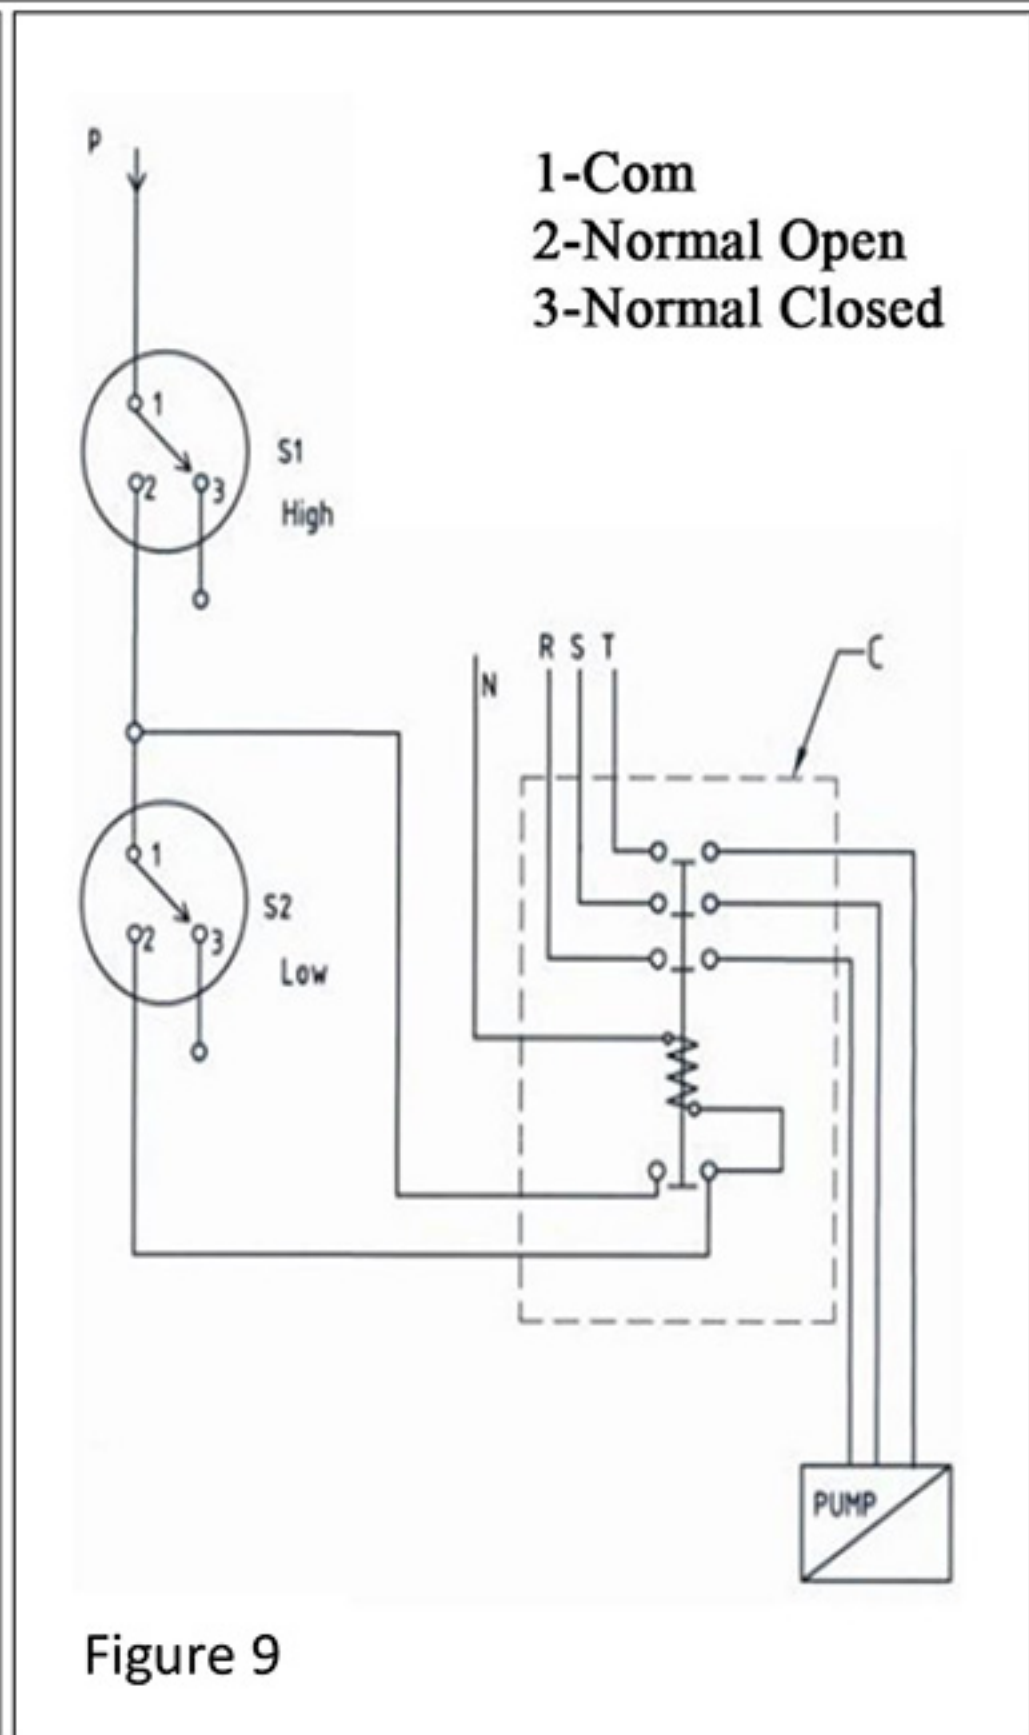 P
1-Com
2-Normal Open
3-Normal Closed
1
2
3
S1
High
N
R S T
C
1
2
3
S2
Low
PUMP
Figure 9